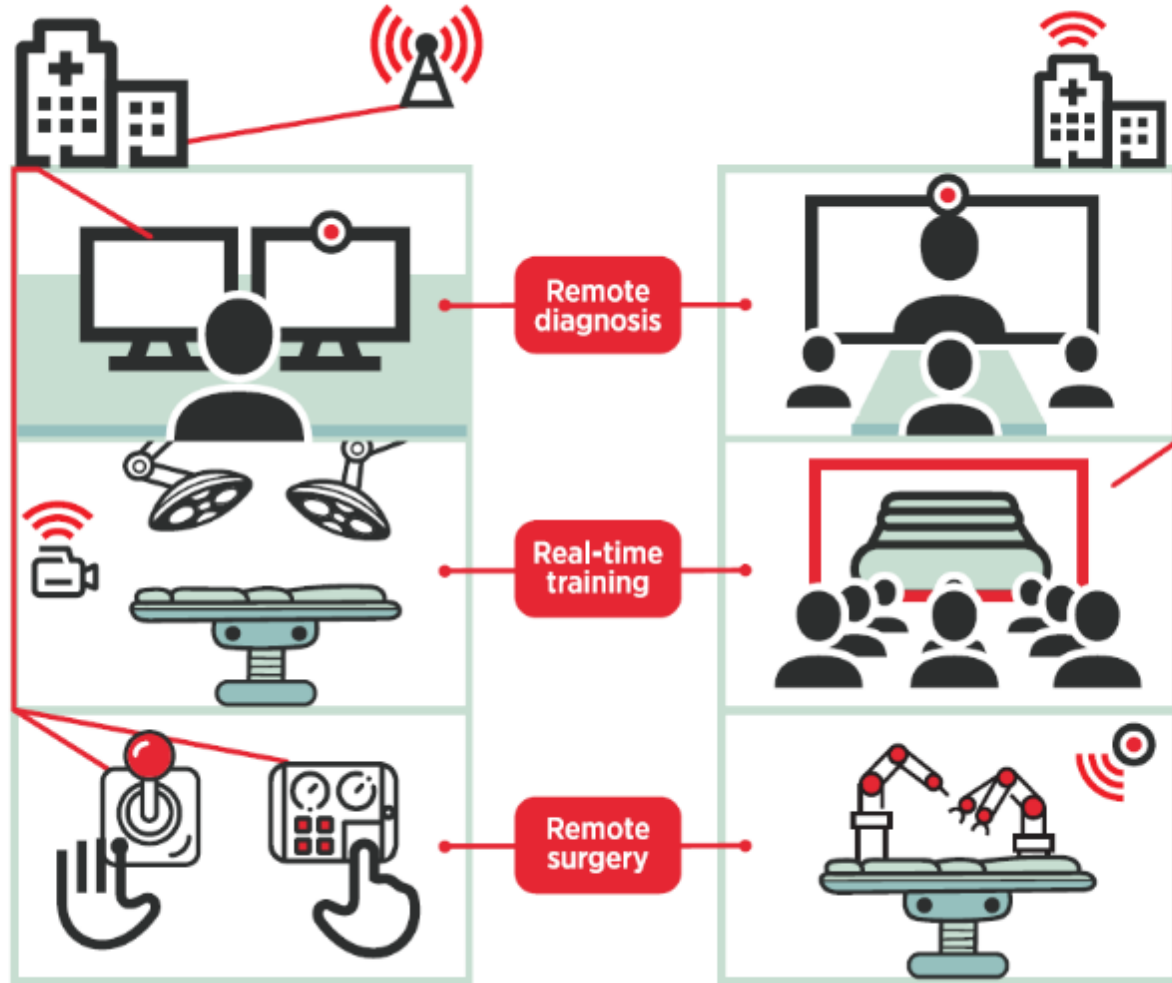 Remote
diagnosis
Real-time
training
Remote
surgery